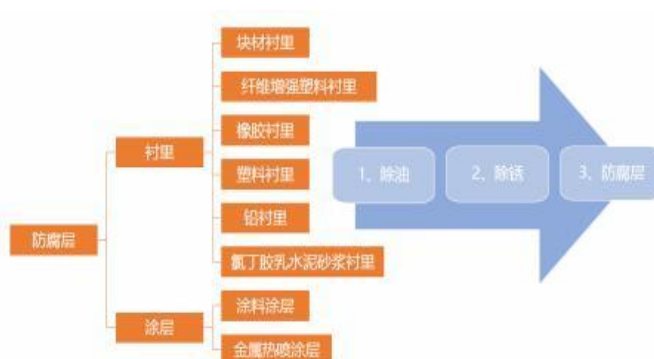 块材衬里
纤维增强塑料衬里
橡胶衬里
衬里
塑料衬里
铅衬里
氯丁胶乳水泥砂浆衬里
防腐层
涂层
涂料涂层
金属热喷涂层
1、除油
2、除锈
3、防腐层